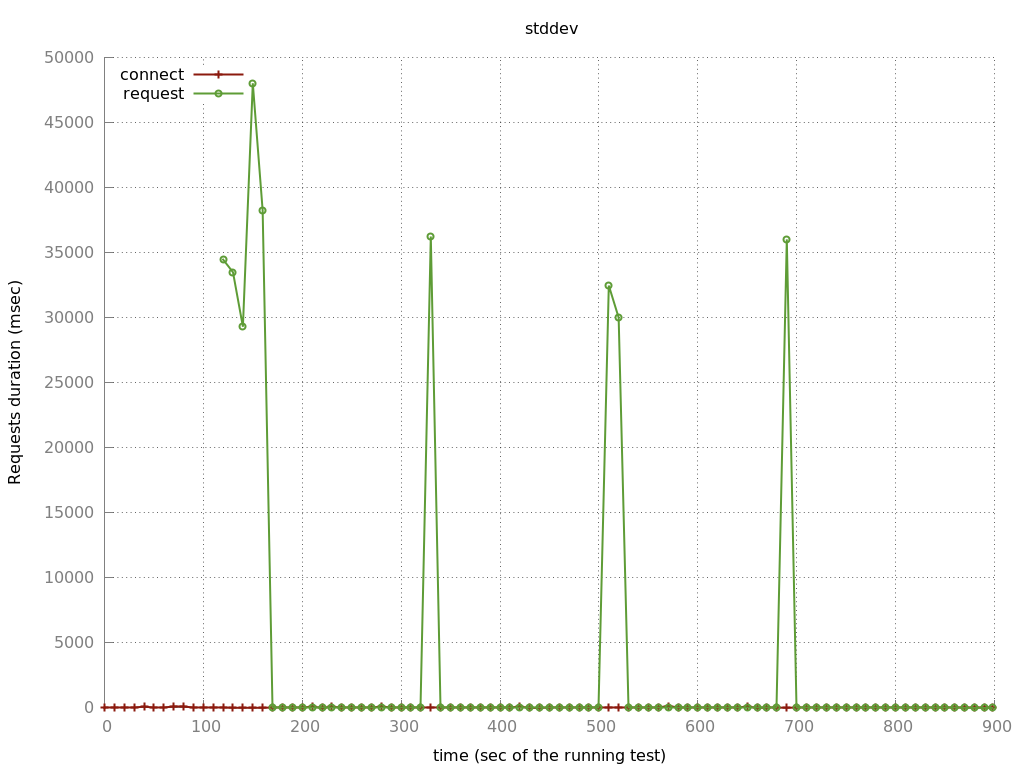 stddev
50000
45000
40000
35000
30000
25000
20000
15000
10000
5000
0
connect
request
Requests duration (msec)
0 100 200 300 400 500 600 700 800 900
time (sec of the running test)